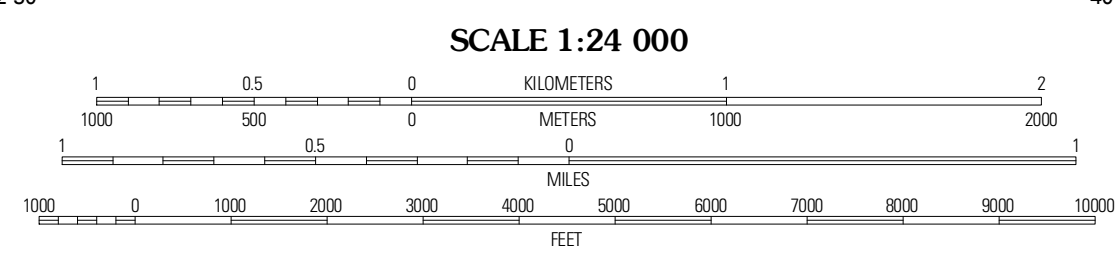 SCALE 1:24 000
1 0.5 0 KILOMETERS 1 2
1000 500 0 METERS 1000 2000
1 0.5 0 1
MILES
1000 0 1000 2000 3000 4000 5000 6000 7000 8000 9000 10000
FEET